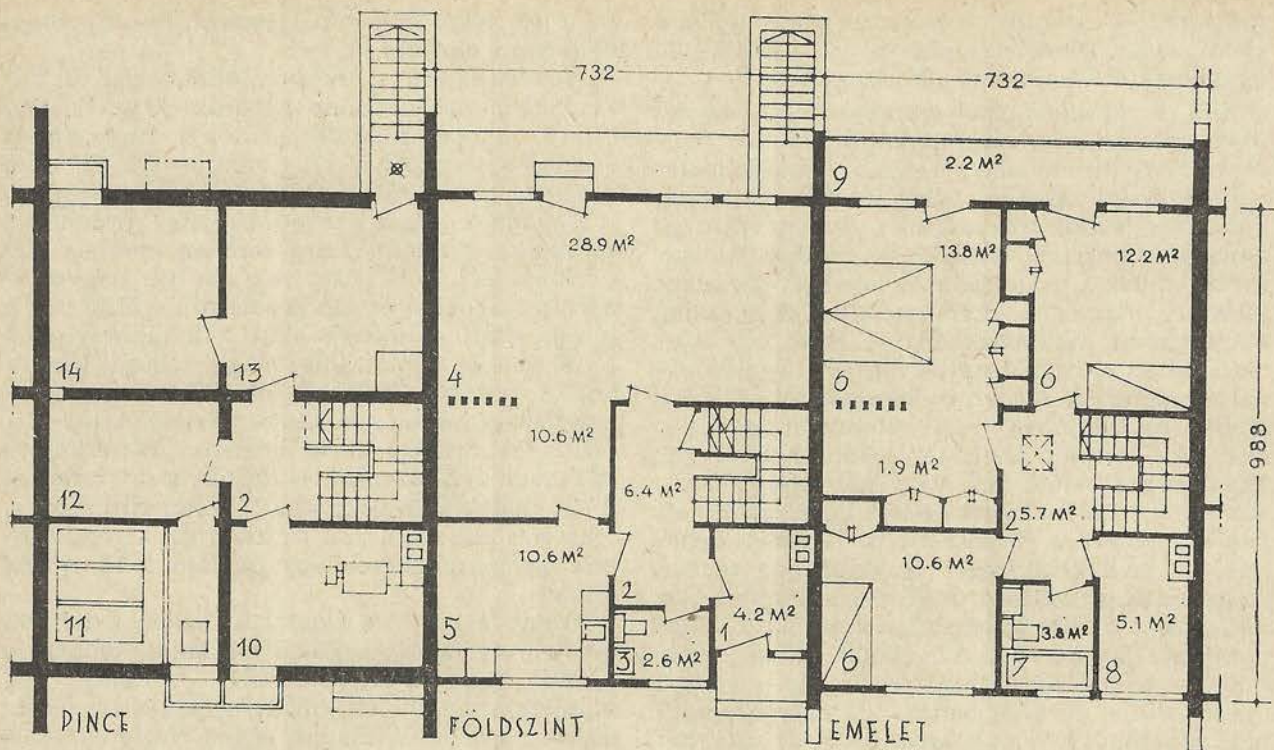 732
732
9
2.2 M²
28.9 M²
13.8 M²
12.2 M²
14
13
4
6
6
10.6 M²
1.9 M²
6.4 M²
12
2
2
5.7 M²
988
10.6 M²
10.6 M²
2
11
10
5
3
2.6 M²
1
4.2 M²
6
7
3.8 M²
8
5.1 M²
PINCE
FÖLDSZINT
EMELET